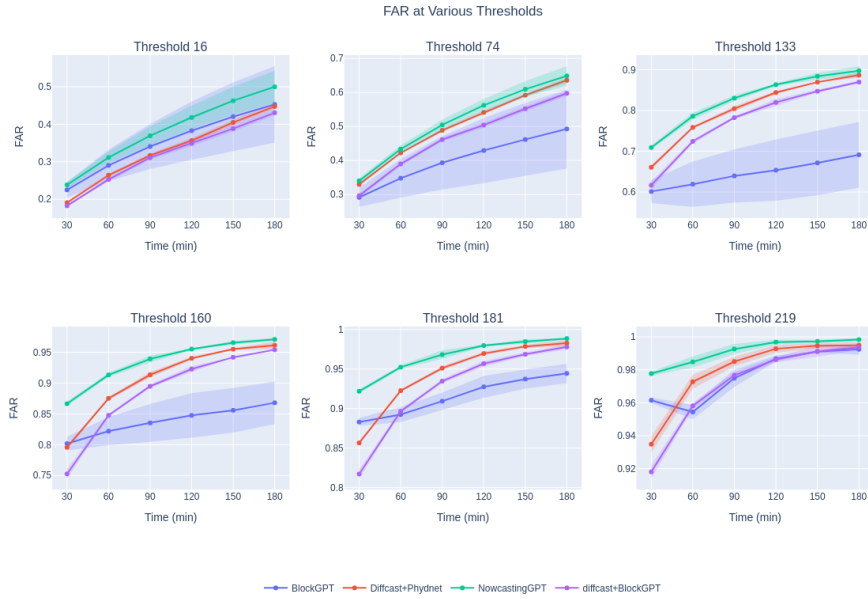 FAR at Various Thresholds
Threshold 16
Threshold 74
Threshold 133
0.5
0.4
0.3
0.2
FAR
30 60 90 120 150 180
Time (min)
0.7
0.6
0.5
0.4
0.3
FAR
30 60 90 120 150 180
Time (min)
0.9
0.8
0.7
0.6
FAR
30 60 90 120 150 180
Time (min)
Threshold 160
Threshold 181
Threshold 219
0.95
0.9
0.85
0.8
0.75
FAR
30 60 90 120 150 180
Time (min)
1
0.95
0.9
0.85
0.8
FAR
30 60 90 120 150 180
Time (min)
1
0.98
0.96
0.94
0.92
FAR
30 60 90 120 150 180
Time (min)
BlockGPT Diffcast+Phydnet NowcastingGPT diffcast+BlockGPT